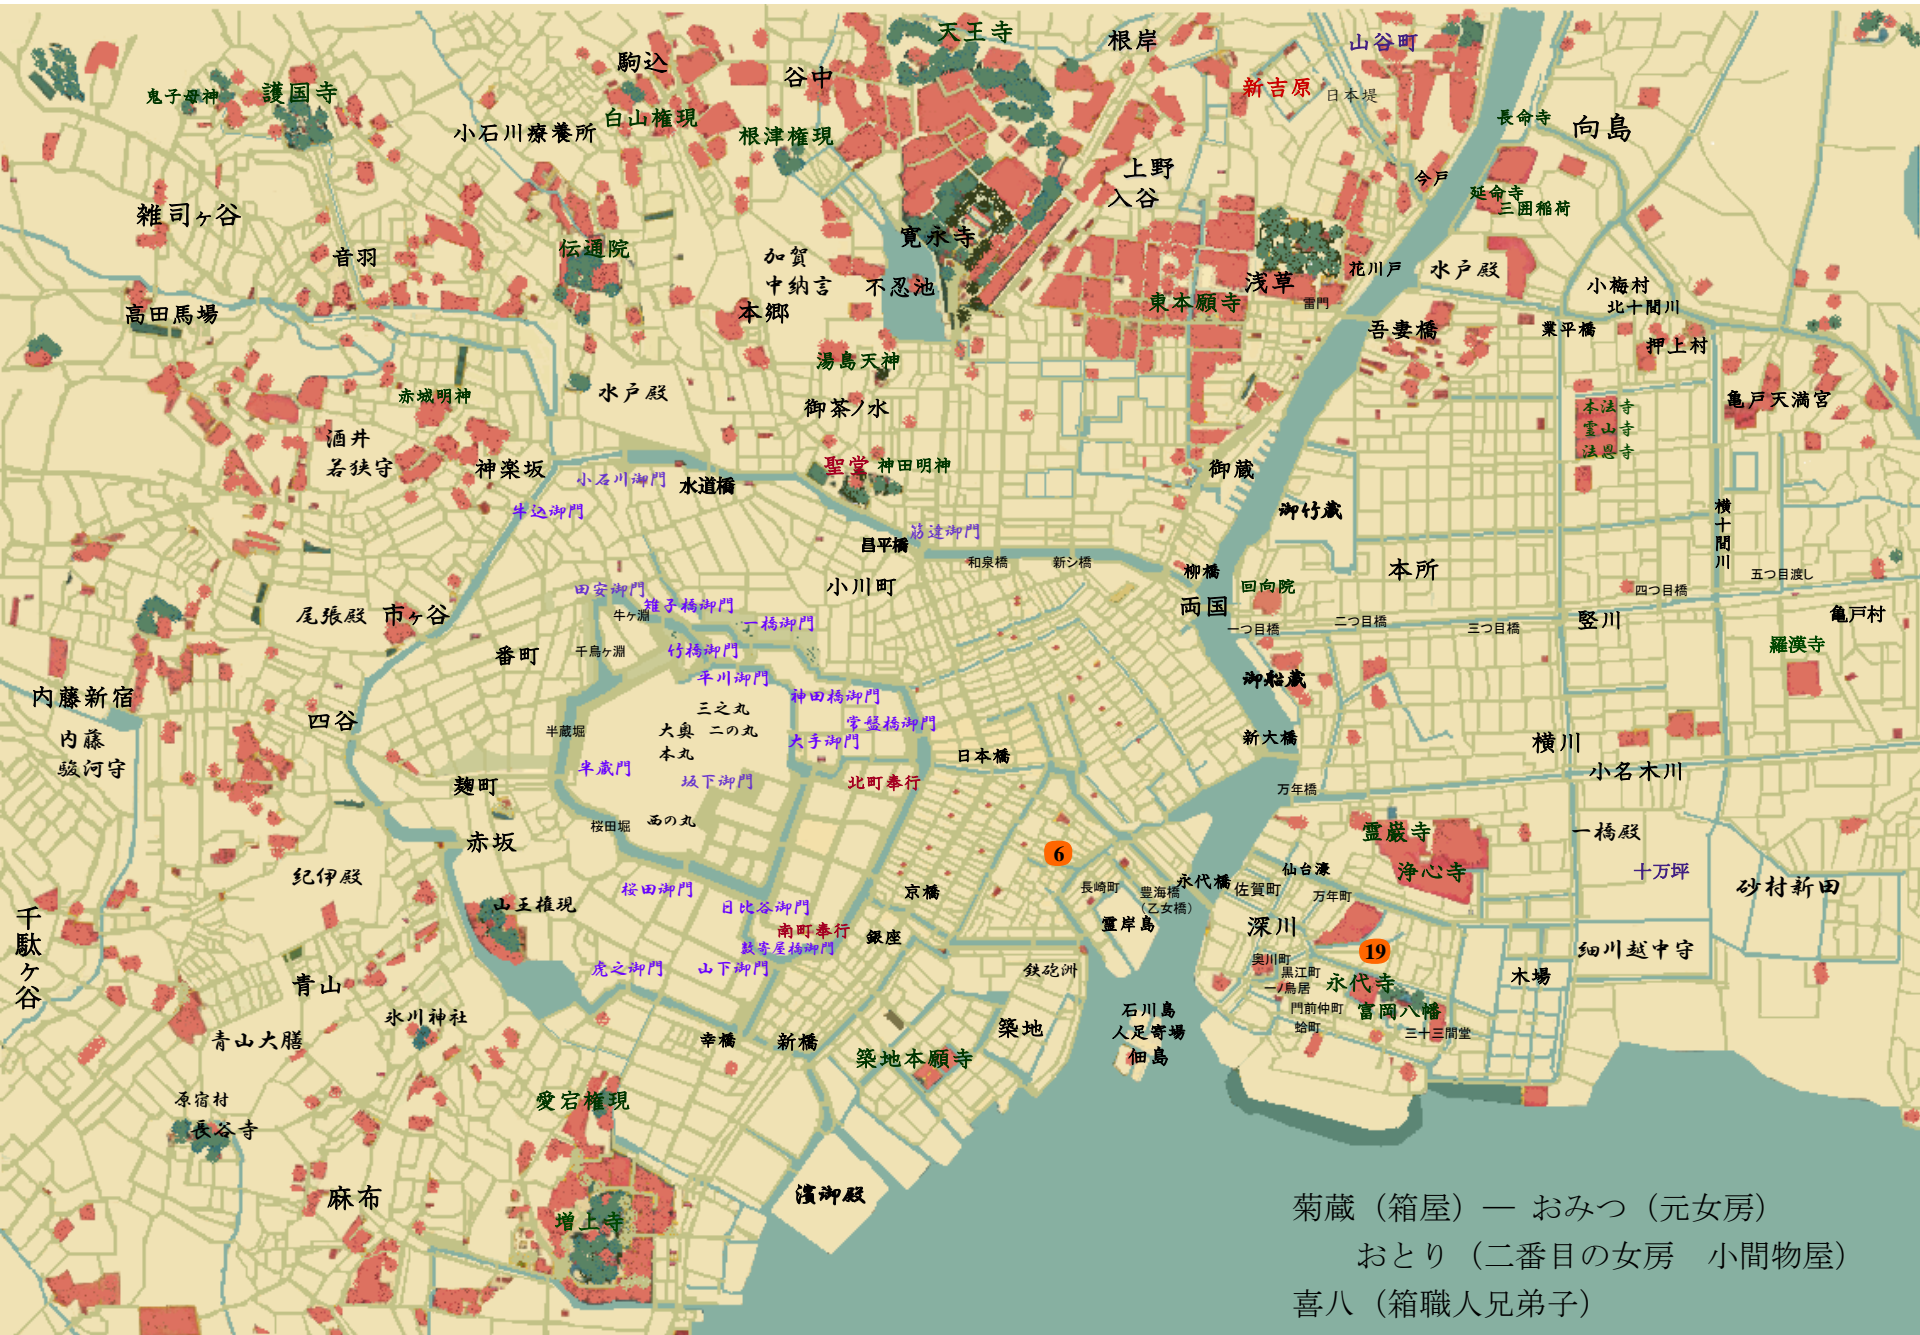 天王寺
根岸
山谷町
駒込
谷中
護国寺
鬼子母神
新吉原
日本堤
白山権現
小石川療養所
根津権現
長命寺
向島
上野
入谷
今戸
延命寺
三囲稲荷
雑司ヶ谷
音羽
伝通院
加賀
中納言
寛永寺
不忍池
浅草
花川戸
水戸殿
東本願寺
雷門
小梅村
北十間川
高田馬場
本郷
吾妻橋
業平橋
押上村
湯島天神
赤城明神
水戸殿
御茶ノ水
本法寺
霊山寺
法恩寺
亀戸天満宮
酒井
若狭守
神楽坂
小石川御門
水道橋
聖堂
神田明神
御蔵
牛込御門
御竹蔵
横十間川
筋違御門
昌平橋
和泉橋
新シ橋
柳橋
本所
五つ目渡し
小川町
田安御門
雉子橋御門
牛ヶ淵
一橋御門
両国
回向院
四つ目橋
尾張殿
市ヶ谷
一つ目橋
二つ目橋
三つ目橋
竪川
亀戸村
羅漢寺
番町
千鳥ヶ淵
竹橋御門
平川御門
御船蔵
内藤新宿
神田橋御門
四谷
三之丸
常盤橋御門
半蔵堀
大奥
二の丸
大手御門
本丸
日本橋
新大橋
横川
内藤
駿河守
半蔵門
坂下御門
北町奉行
小名木川
麹町
万年橋
桜田堀
西の丸
赤坂
霊巌寺
一橋殿
6
紀伊殿
桜田御門
京橋
長崎町
豊海橋
（乙女橋）
永代橋
佐賀町
仙台濠
万年町
浄心寺
十万坪
砂村新田
山王権現
日比谷御門
南町奉行
数寄屋橋御門
銀座
霊岸島
深川
19
細川越中守
千駄ヶ谷
虎之御門
山下御門
鉄砲洲
奥川町
黒江町
一ノ鳥居
永代寺
木場
青山
氷川神社
石川島
人足寄場
佃島
門前仲町
蛤町
富岡八幡
三十三間堂
青山大膳
幸橋
新橋
築地
築地本願寺
原宿村
長谷寺
愛宕権現
麻布
濱御殿
増上寺
菊蔵（箱屋）― おみつ（元女房）
おとり（二番目の女房　小間物屋）
喜八（箱職人兄弟子）